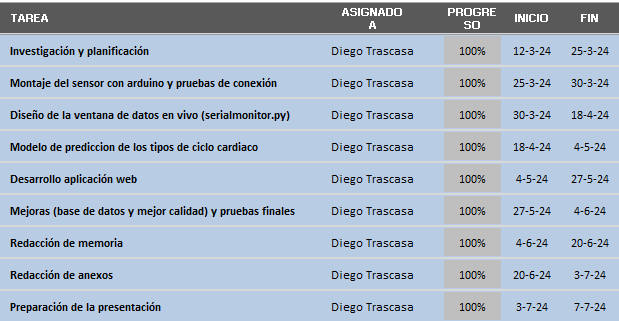 TAREA ASIGNADO A PROGRESO INICIO FIN
Investigación y planificación Diego Trascasa 100% 12-3-24 25-3-24
Montaje del sensor con arduino y pruebas de conexión Diego Trascasa 100% 25-3-24 30-3-24
Diseño de la ventana de datos en vivo (serialmonitor.py) Diego Trascasa 100% 30-3-24 18-4-24
Modelo de prediccion de los tipos de ciclo cardiaco Diego Trascasa 100% 18-4-24 4-5-24
Desarrollo aplicación web Diego Trascasa 100% 4-5-24 27-5-24
Mejoras (base de datos y mejor calidad) y pruebas finales Diego Trascasa 100% 27-5-24 4-6-24
Redacción de memoria Diego Trascasa 100% 4-6-24 20-6-24
Redacción de anexos Diego Trascasa 100% 20-6-24 3-7-24
Preparación de la presentación Diego Trascasa 100% 3-7-24 7-7-24